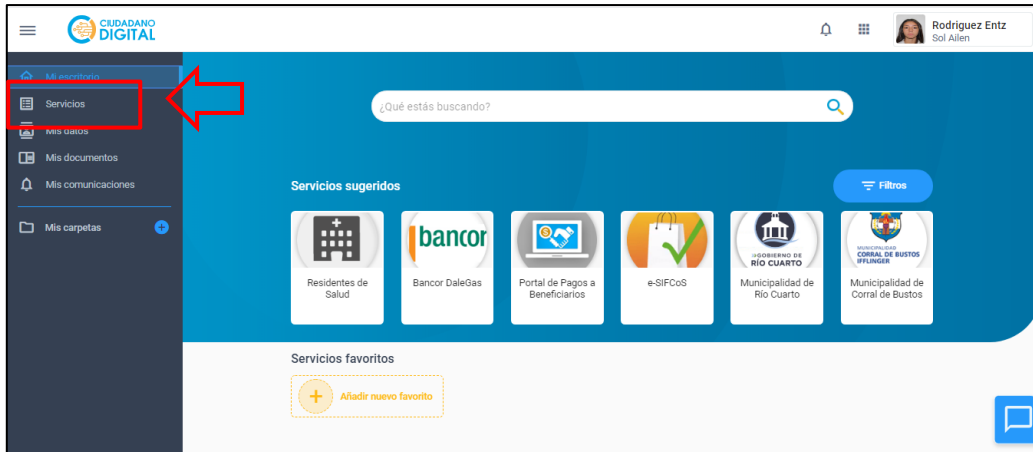 CIUDADANO
DIGITAL
Rodriguez Entz
Sol Ailen
Mi escritorio
Servicios
Mis datos
Mis documentos
Mis comunicaciones
Mis carpetas
¿Qué estás buscando?
Servicios sugeridos
Filtros
Residentes de
Salud
bancor
Bancor DaleGas
Portal de Pagos a
Beneficiarios
e-SIFCoS
GOBIERNO DE
RÍO CUARTO
Municipalidad de
Río Cuarto
MUNICIPALIDAD
CORRAL DE BUSTOS
IFFLINGER
Municipalidad de
Corral de Bustos
Servicios favoritos
Añadir nuevo favorito